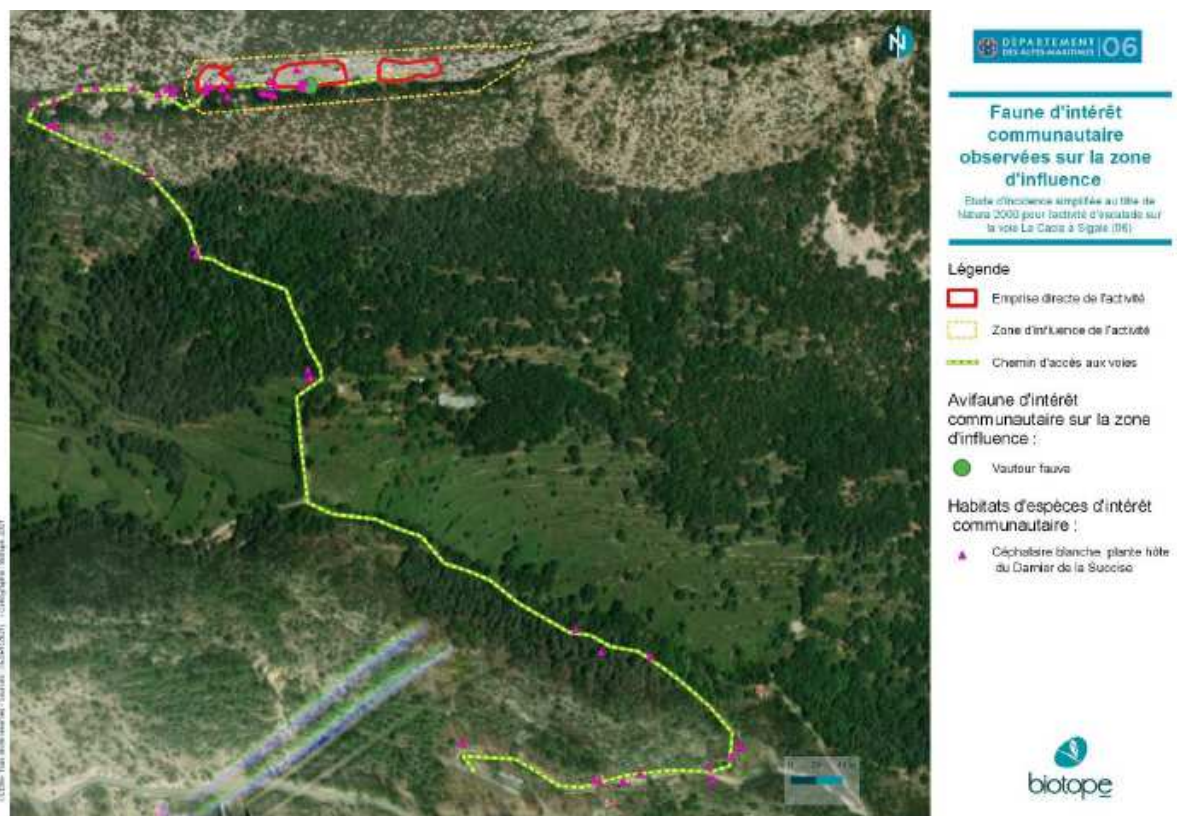 N
DÉPARTEMENT
DES ALPES-MARITIMES
06
Faune d'intérêt
communautaire
observées sur la zone
d'influence
Etude d'incidence simplifiée au titre de
Natura 2000 pour l'activité d'escalade sur
la voie La Cacia à Sigale (06)
Légende
Emprise directe de l'activité
Zone d'influence de l'activité
Chemin d'accès aux voies
Avifaune d'intérêt
communautaire sur la zone
d'influence :
Vautour fauve
Habitats d'espèces d'intérêt
communautaire :
Céphalaire blanche, plante hôte
du Damier de la Succise
biotope